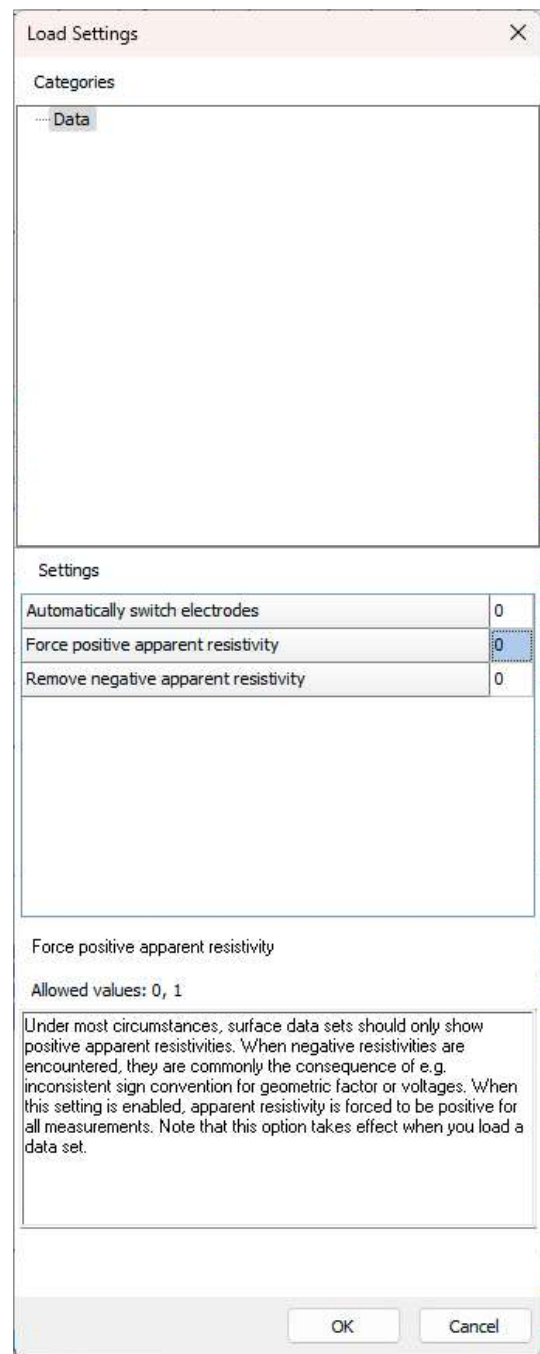 Load Settings
Categories
Data
Settings
Automatically switch electrodes 0
Force positive apparent resistivity 0
Remove negative apparent resistivity 0
Force positive apparent resistivity
Allowed values: 0, 1
Under most circumstances, surface data sets should only show
positive apparent resistivities. When negative resistivities are
encountered, they are commonly the consequence of e.g.
inconsistent sign convention for geometric factor or voltages. When
this setting is enabled, apparent resistivity is forced to be positive for
all measurements. Note that this option takes effect when you load a
data set.
OK Cancel